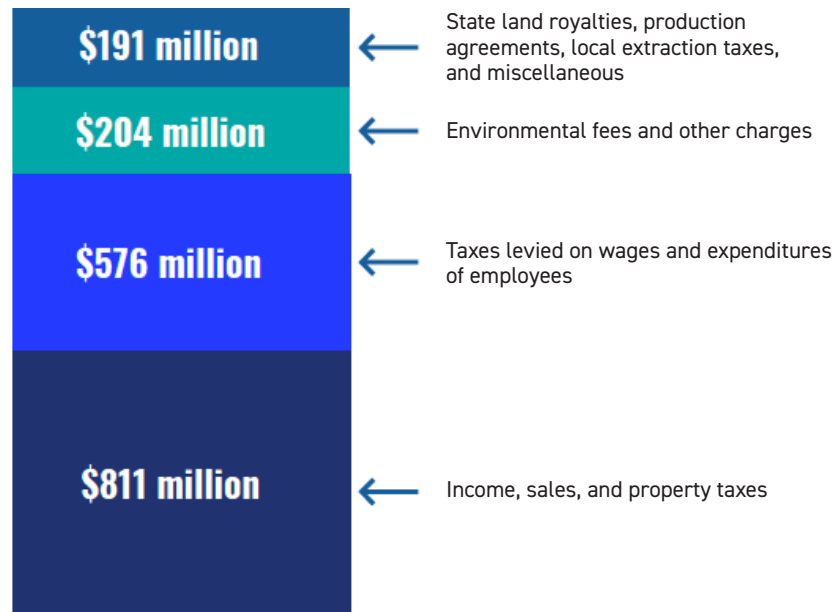 $191 million
State land royalties, production
agreements, local extraction taxes,
and miscellaneous
$204 million
Environmental fees and other charges
$576 million
Taxes levied on wages and expenditures
of employees
$811 million
Income, sales, and property taxes